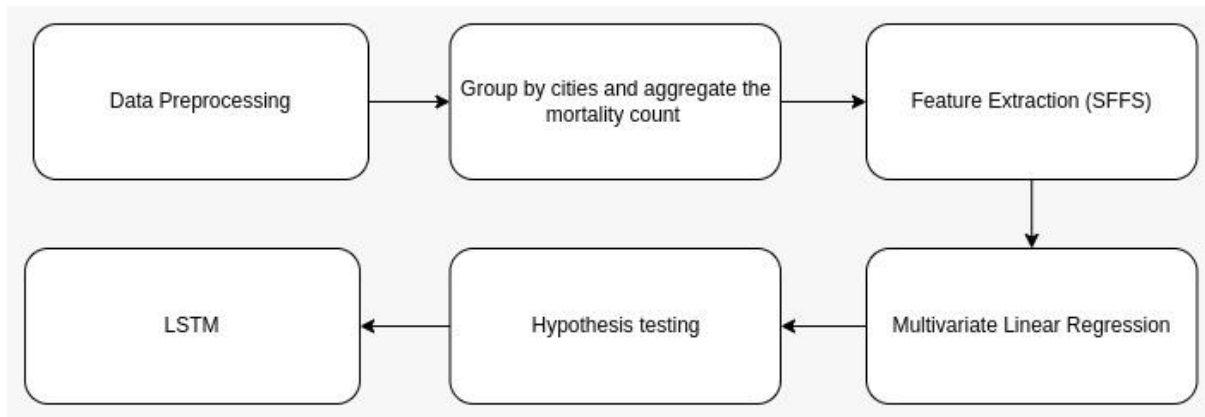 Data Preprocessing
Group by cities and aggregate the
mortality count
Feature Extraction (SFFS)
Multivariate Linear Regression
Hypothesis testing
LSTM